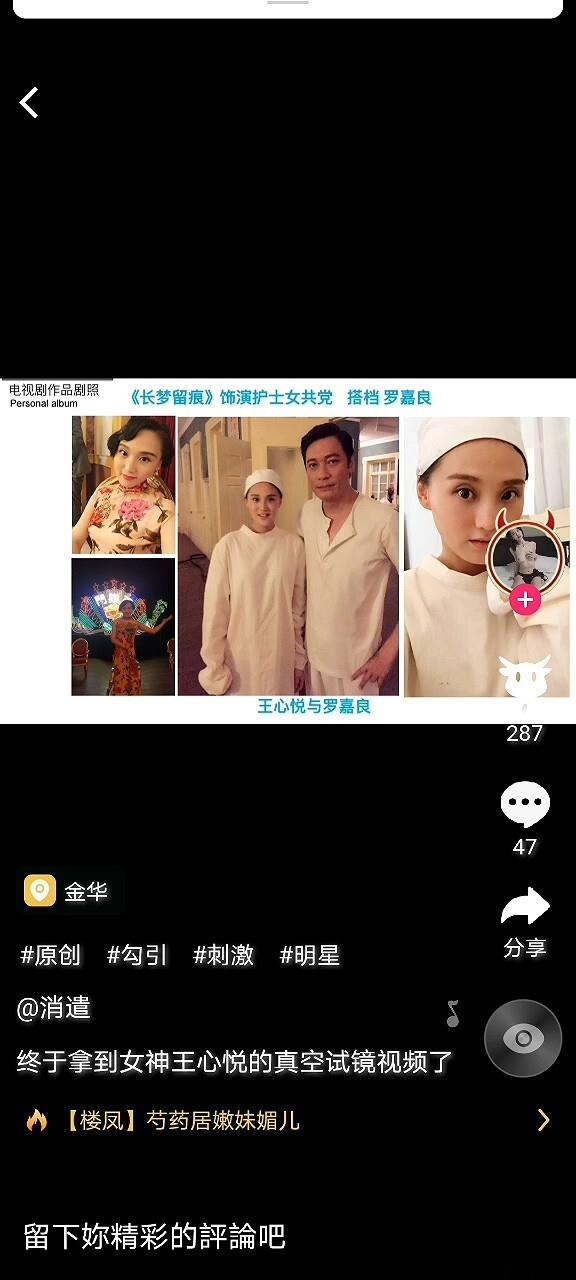 电视剧作品剧照
Personal album
《长梦留痕》饰演护士女共党 搭档 罗嘉良
王心悦与罗嘉良
287
47
分享
金华
#原创 #勾引 #刺激 #明星
@消遣
终于拿到女神王心悦的真空试镜视频了
【楼凤】芍药居嫩妹媚儿
留下妳精彩的評論吧